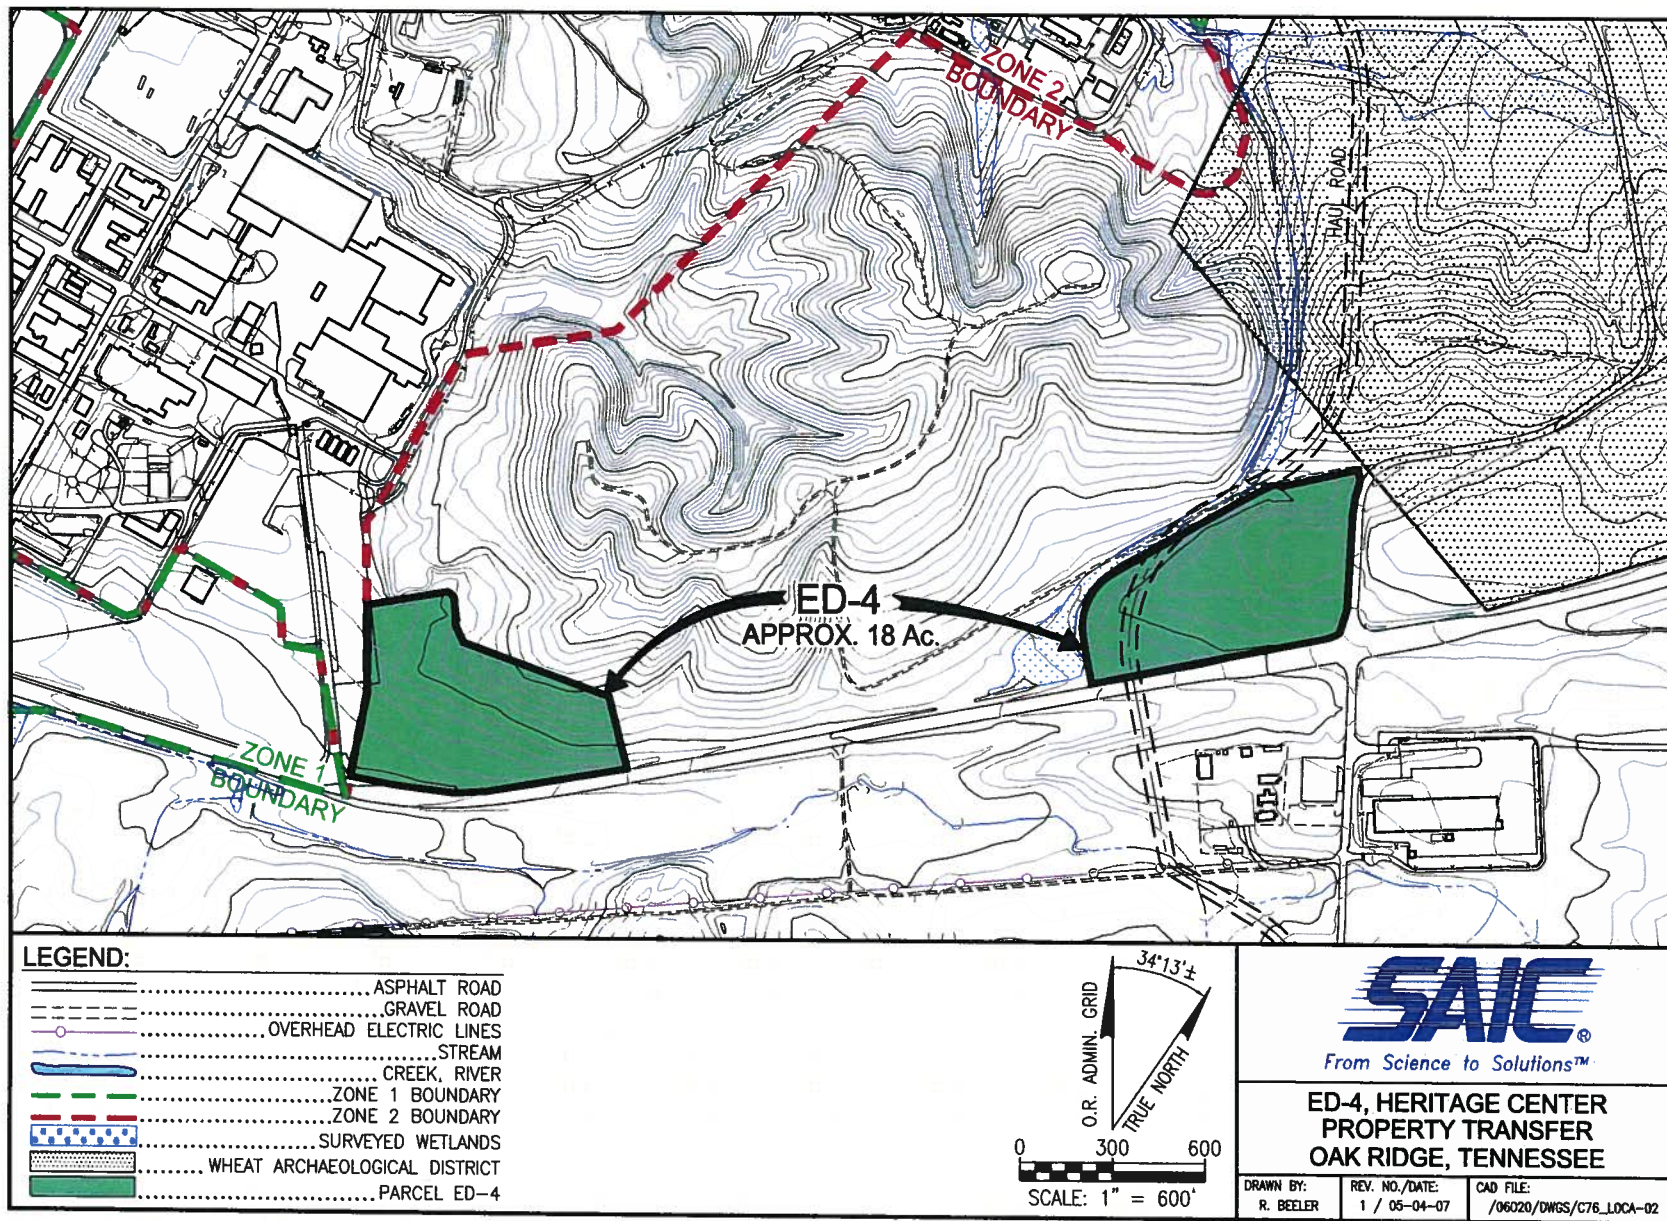 ZONE 2
BOUNDARY
HAUL ROAD
ED-4
APPROX. 18 Ac.
ZONE 1
BOUNDARY
LEGEND:
ASPHALT ROAD
GRAVEL ROAD
OVERHEAD ELECTRIC LINES
STREAM
CREEK, RIVER
ZONE 1 BOUNDARY
ZONE 2 BOUNDARY
SURVEYED WETLANDS
WHEAT ARCHAEOLOGICAL DISTRICT
PARCEL ED-4
34°13'±
O.R. ADMIN. GRID
TRUE NORTH
0 300 600
SCALE: 1" = 600'
SAIC®
From Science to Solutions™
ED-4, HERITAGE CENTER
PROPERTY TRANSFER
OAK RIDGE, TENNESSEE
DRAWN BY:
R. BEELER
REV. NO./DATE:
1 / 05-04-07
CAD FILE:
/06020/DWGS/C76_LOCA-02